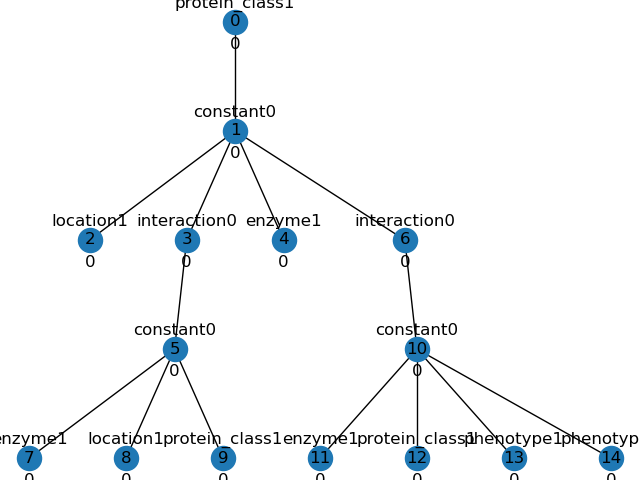 protein_class1
0
0
constant0
1
0
location1 interaction0 enzyme1 interaction0
2 3 4 6
0 0 0 0
constant0 constant0
5 10
0 0
enzyme1 location1 protein_class1 enzyme1 protein_class1 phenotype1 phenotyp
7 8 9 11 12 13 14
0 0 0 0 0 0 0